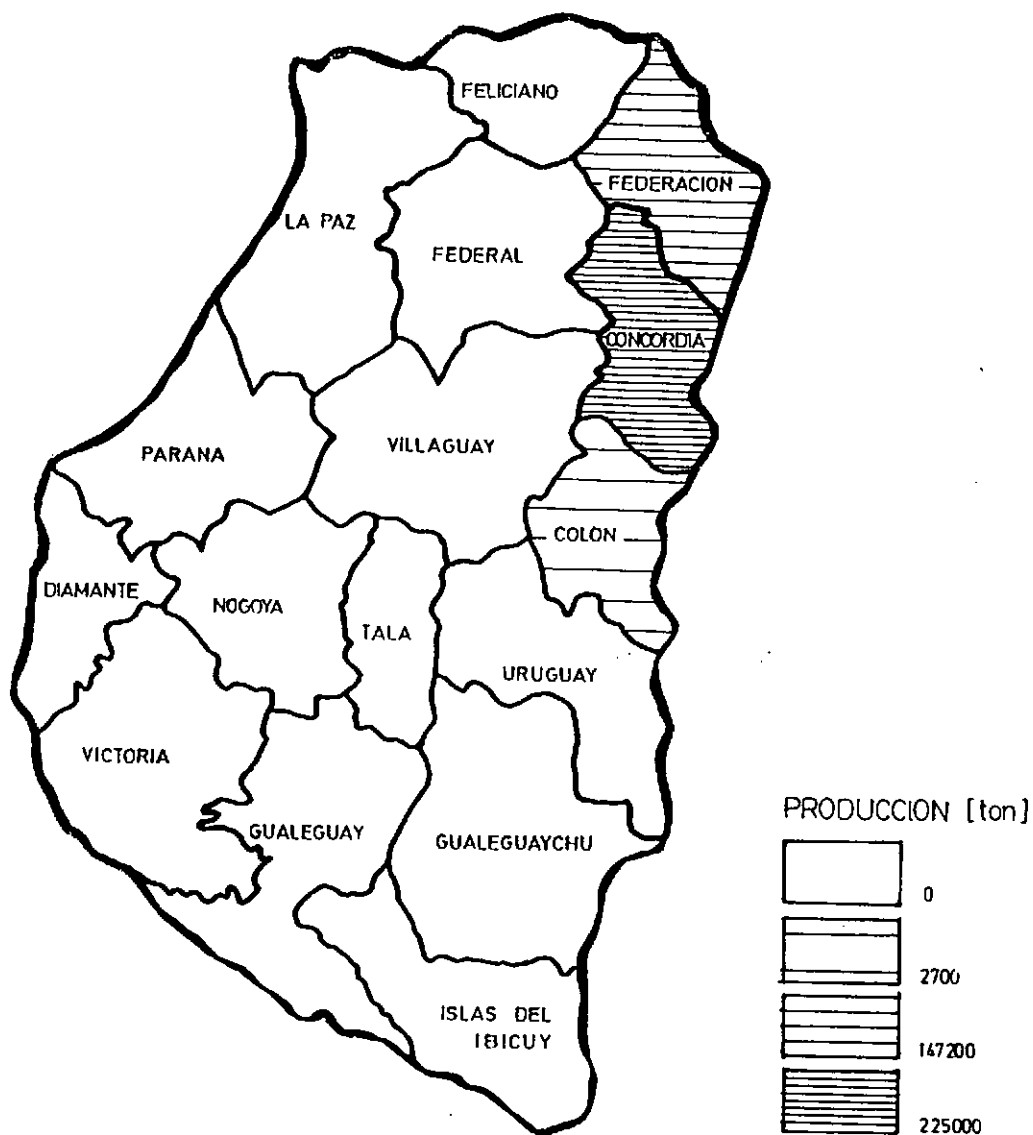 FELICIANO
FEDERACION
LA PAZ
FEDERAL
CONCORDIA
PARANA
VILLAGUAY
COLON
DIAMANTE
NOGOYA
TALA
URUGUAY
VICTORIA
GUALEGUAY
GUALEGUAYCHU
ISLAS DEL
IBICUY
PRODUCCION [ton]
0
2700
147200
225000